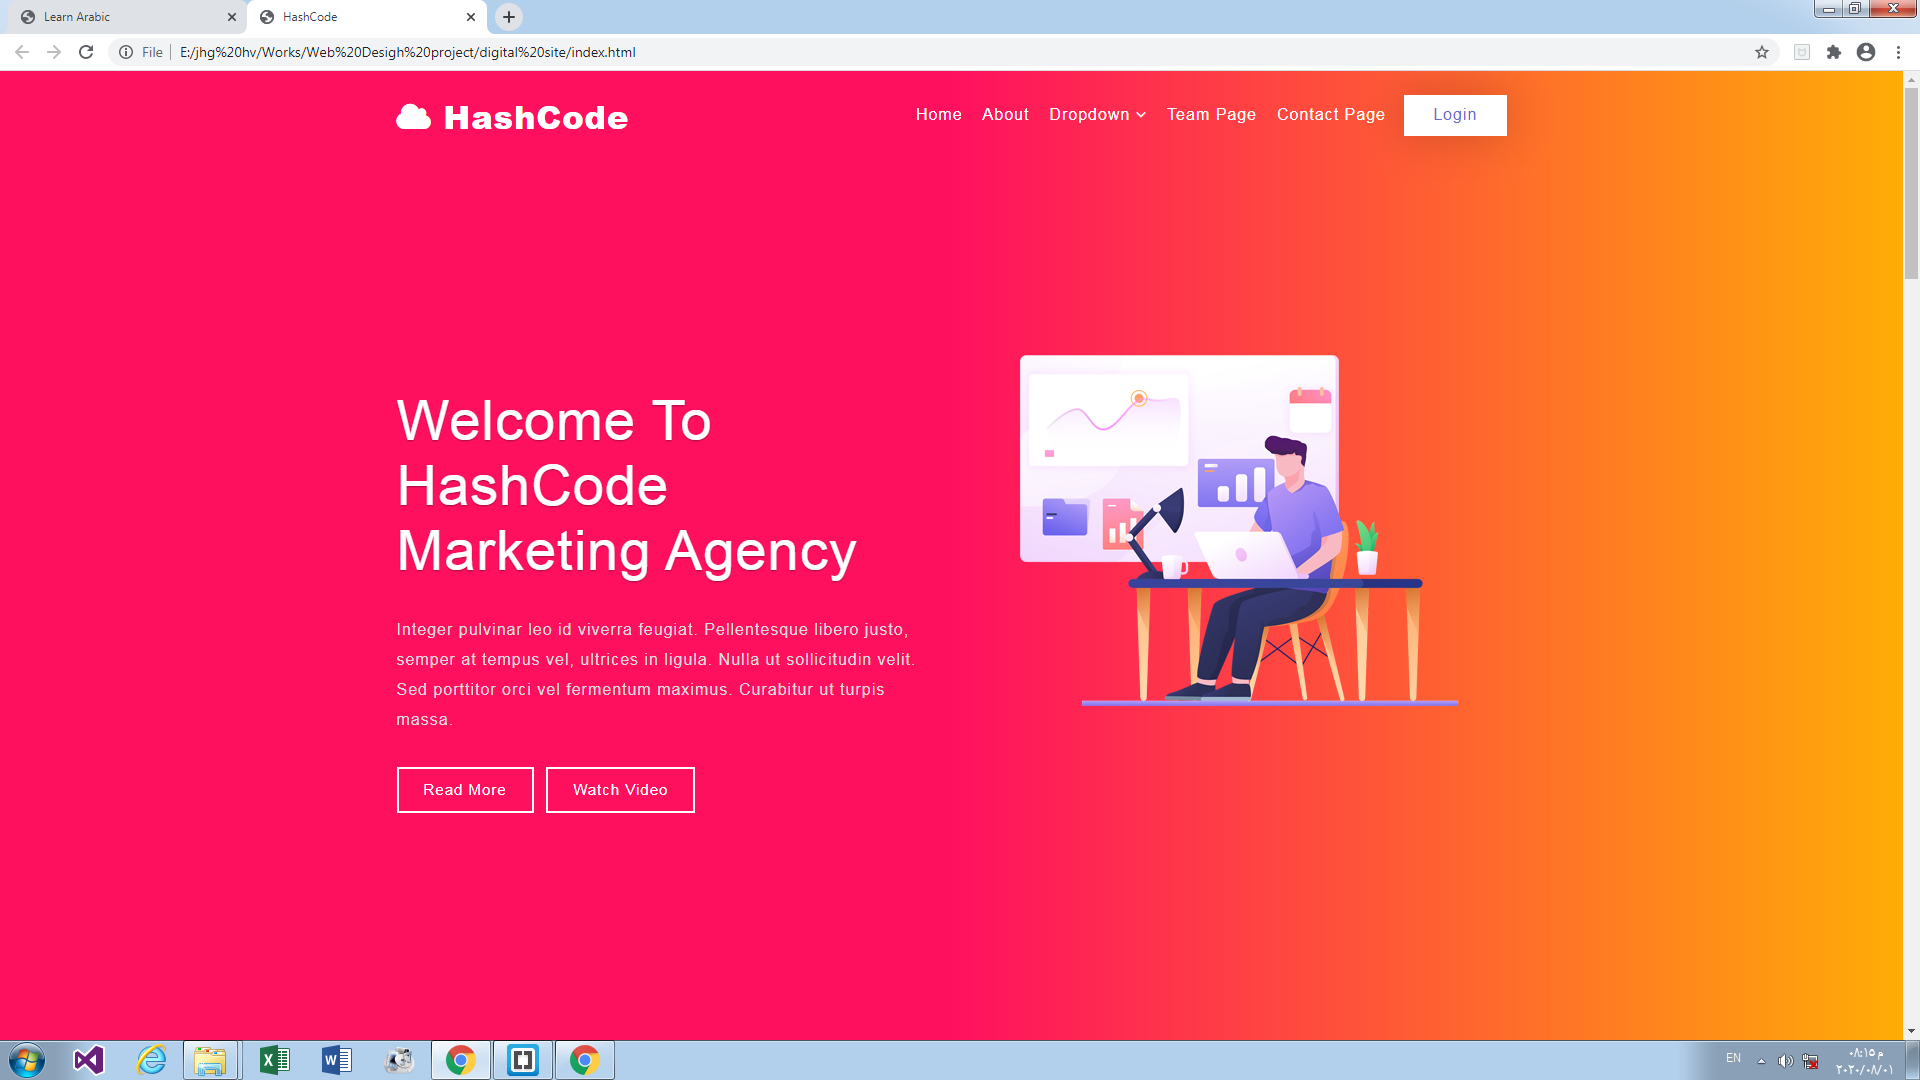 Learn Arabic
HashCode
File
E:/jhg%20hv/Works/Web%20Desigh%20project/digital%20site/index.html
HashCode
Home
About
Dropdown
Team Page
Contact Page
Login
Welcome To
HashCode
Marketing Agency
Integer pulvinar leo id viverra feugiat. Pellentesque libero justo,
semper at tempus vel, ultrices in ligula. Nulla ut sollicitudin velit.
Sed porttitor orci vel fermentum maximus. Curabitur ut turpis
massa.
Read More
Watch Video
EN
٠٨:١٥ م
٢٠٢٠/٠٨/٠١